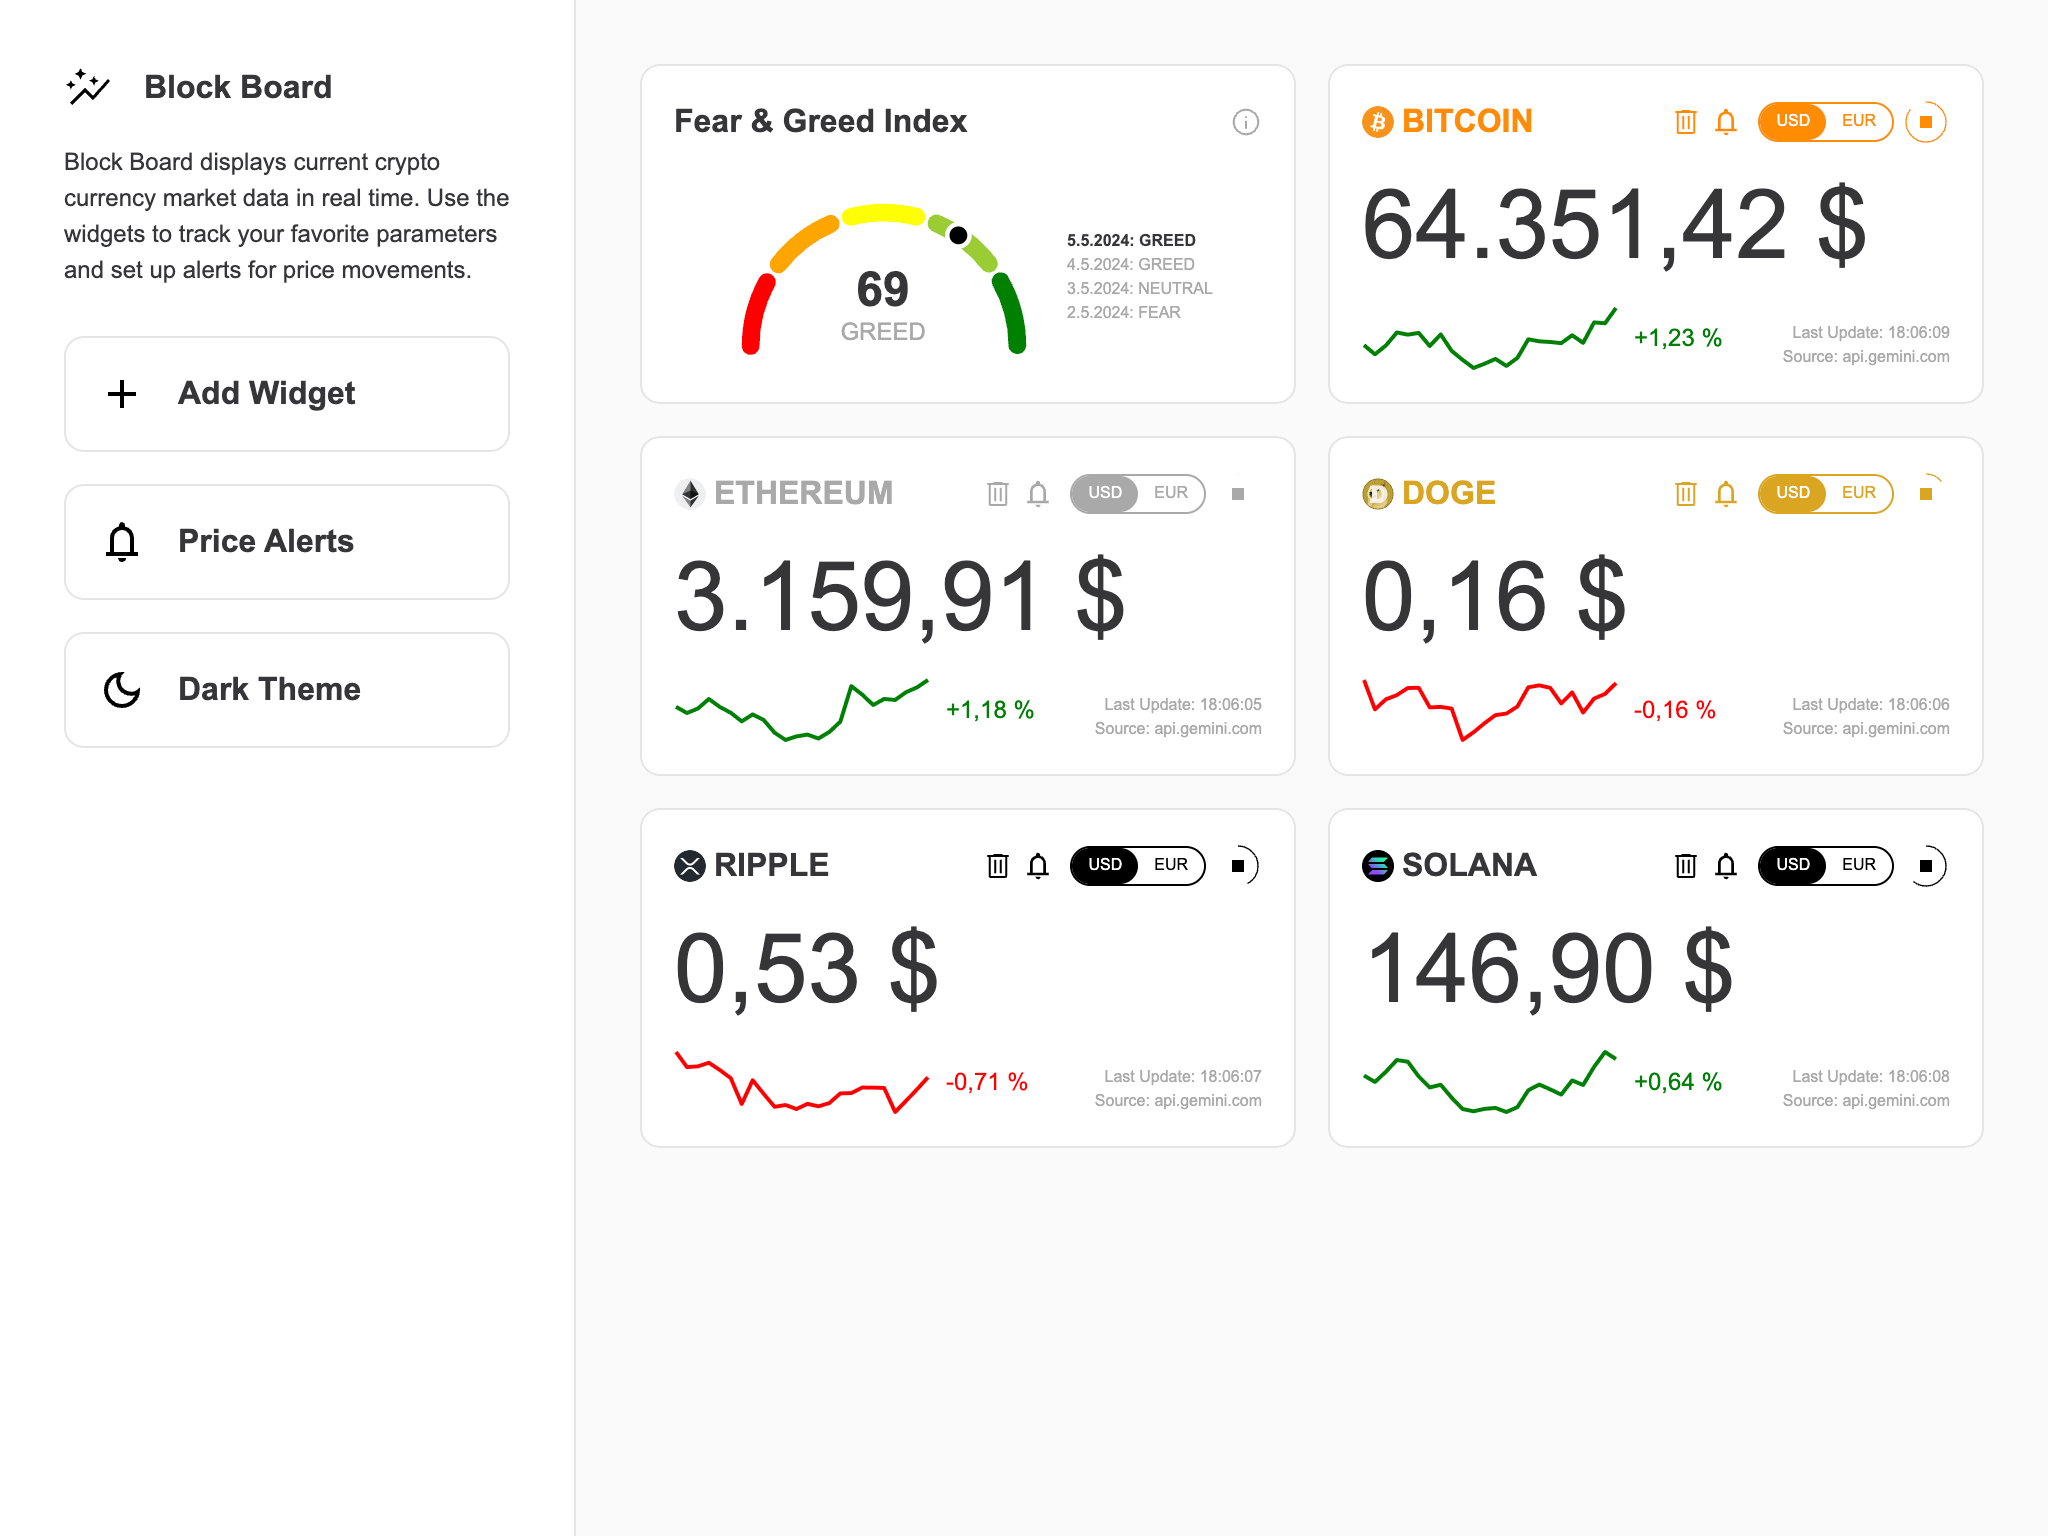 Block Board
Block Board displays current crypto
currency market data in real time. Use the
widgets to track your favorite parameters
and set up alerts for price movements.
Add Widget
Price Alerts
Dark Theme
Fear & Greed Index
69
GREED
5.5.2024: GREED
4.5.2024: GREED
3.5.2024: NEUTRAL
2.5.2024: FEAR
BITCOIN
USD EUR
64.351,42 $
+1,23 %
Last Update: 18:06:09
Source: api.gemini.com
ETHEREUM
USD EUR
3.159,91 $
+1,18 %
Last Update: 18:06:05
Source: api.gemini.com
DOGE
USD EUR
0,16 $
-0,16 %
Last Update: 18:06:06
Source: api.gemini.com
RIPPLE
USD EUR
0,53 $
-0,71 %
Last Update: 18:06:07
Source: api.gemini.com
SOLANA
USD EUR
146,90 $
+0,64 %
Last Update: 18:06:08
Source: api.gemini.com